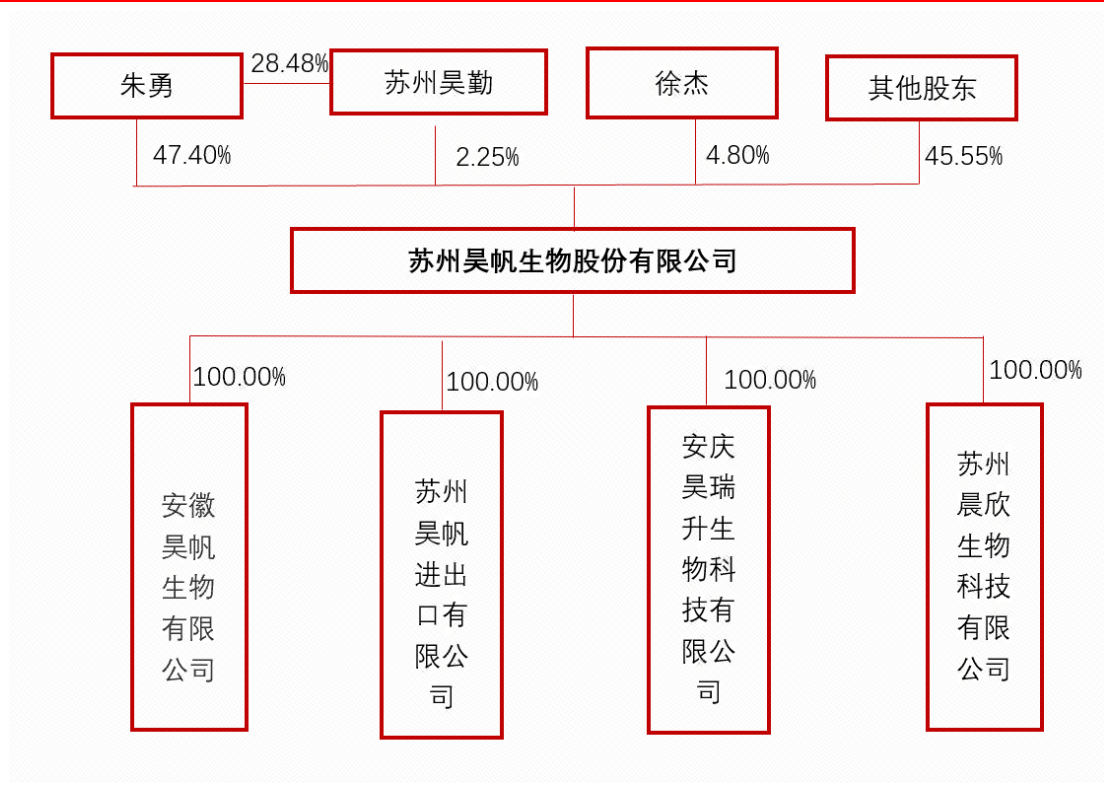 朱勇
28.48%
苏州昊勤
徐杰
其他股东
47.40%
2.25%
4.80%
45.55%
苏州昊帆生物股份有限公司
100.00%
100.00%
100.00%
100.00%
安徽
昊帆
生物
有限
公司
苏州
昊帆
进出
口有
限公
司
安庆
昊瑞
升生
物科
技有
限公
司
苏州
晨欣
生物
科技
有限
公司